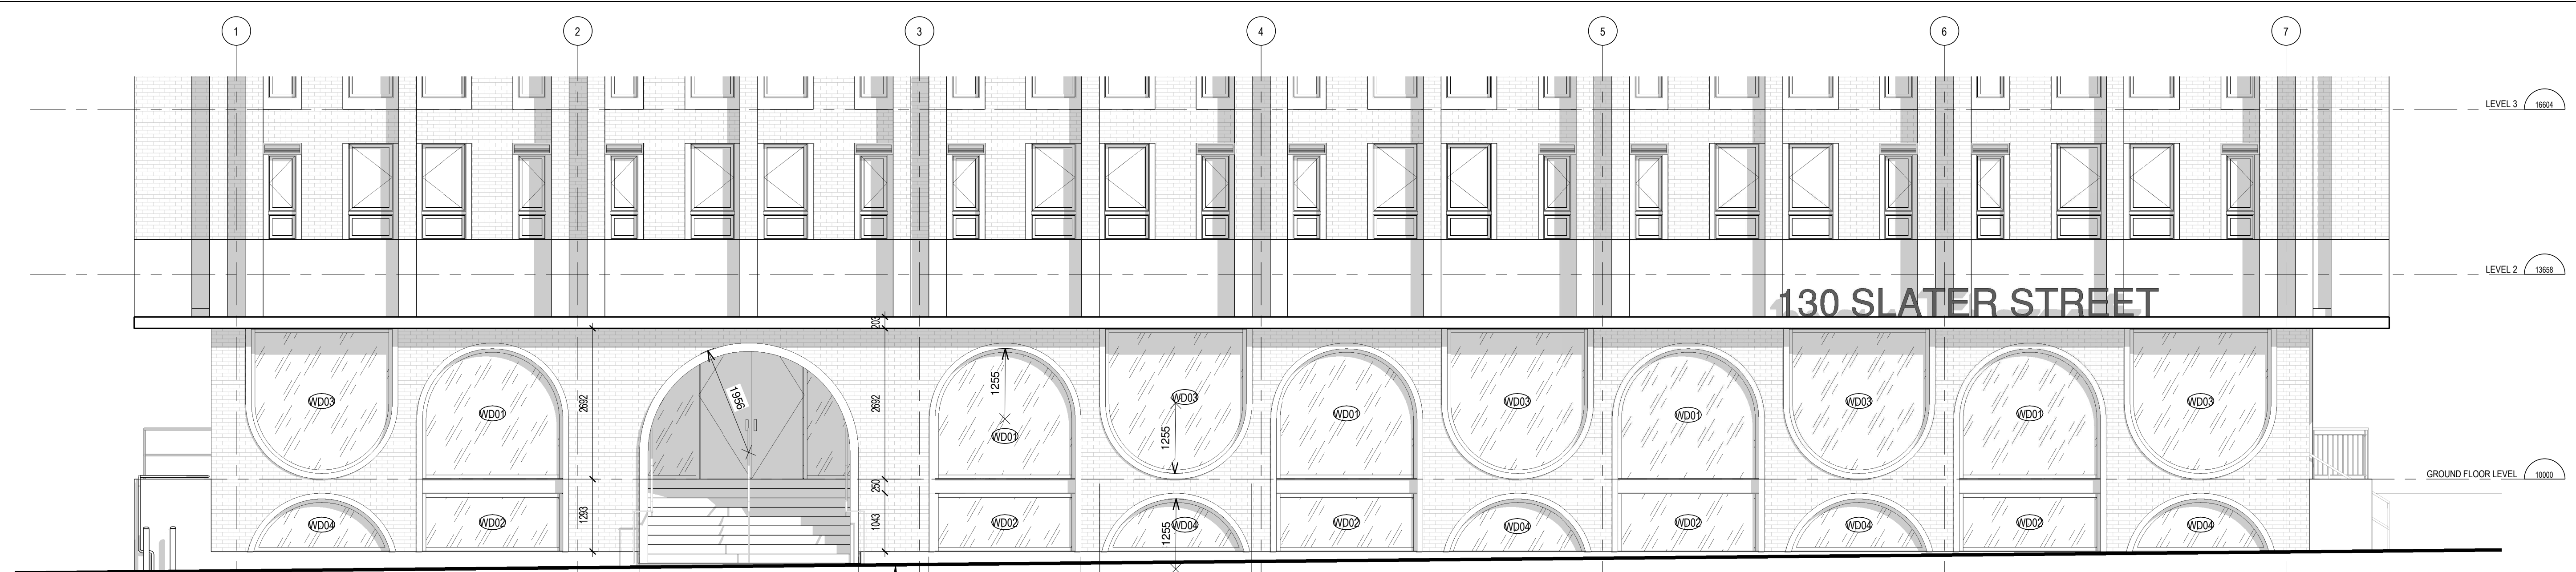 1 2 3 4 5 6 7
LEVEL 3 16604
LEVEL 2 13658
130 SLATER STREET
203
WD03 WD01 2692 1956 2692 1255 WD01 WD03 1255 WD01 WD03 WD01 WD03 WD01 WD03
GROUND FLOOR LEVEL 10000
250
WD04 WD02 1293 1043 WD02 1255 WD04 WD02 WD04 WD02 WD04 WD02 WD04